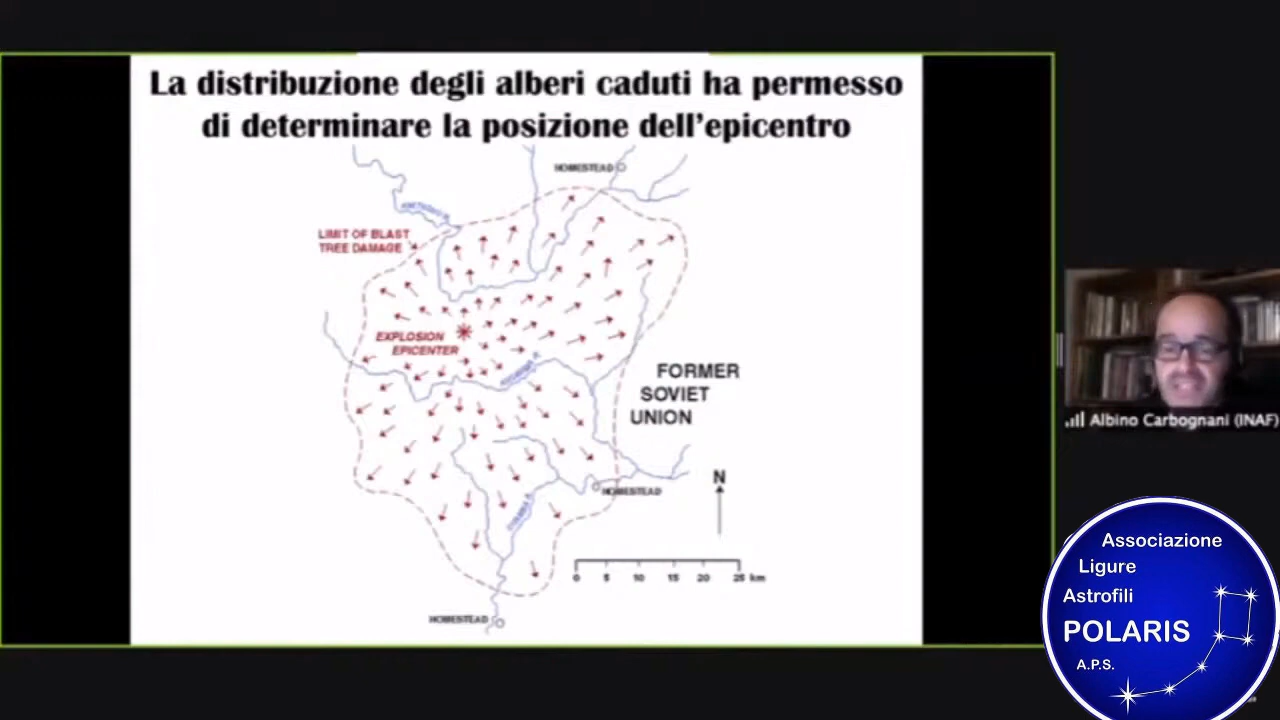 La distribuzione degli alberi caduti ha permesso
di determinare la posizione dell'epicentro
HOMESTEAD
LIMIT OF BLAST
TREE DAMAGE
EXPLOSION
EPICENTER
FORMER
SOVIET
UNION
N
HOMESTEAD
0 5 10 15 20 25 km
HOMESTEAD
Albino Carbognani (INAF)
Associazione
Ligure
Astrofili
POLARIS
A.P.S.